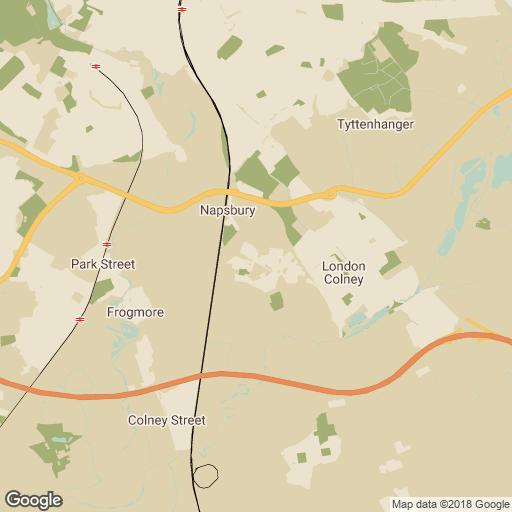 Tyttenhanger
Napsbury
Park Street
London
Colney
Frogmore
Colney Street
Google
Map data ©2018 Google